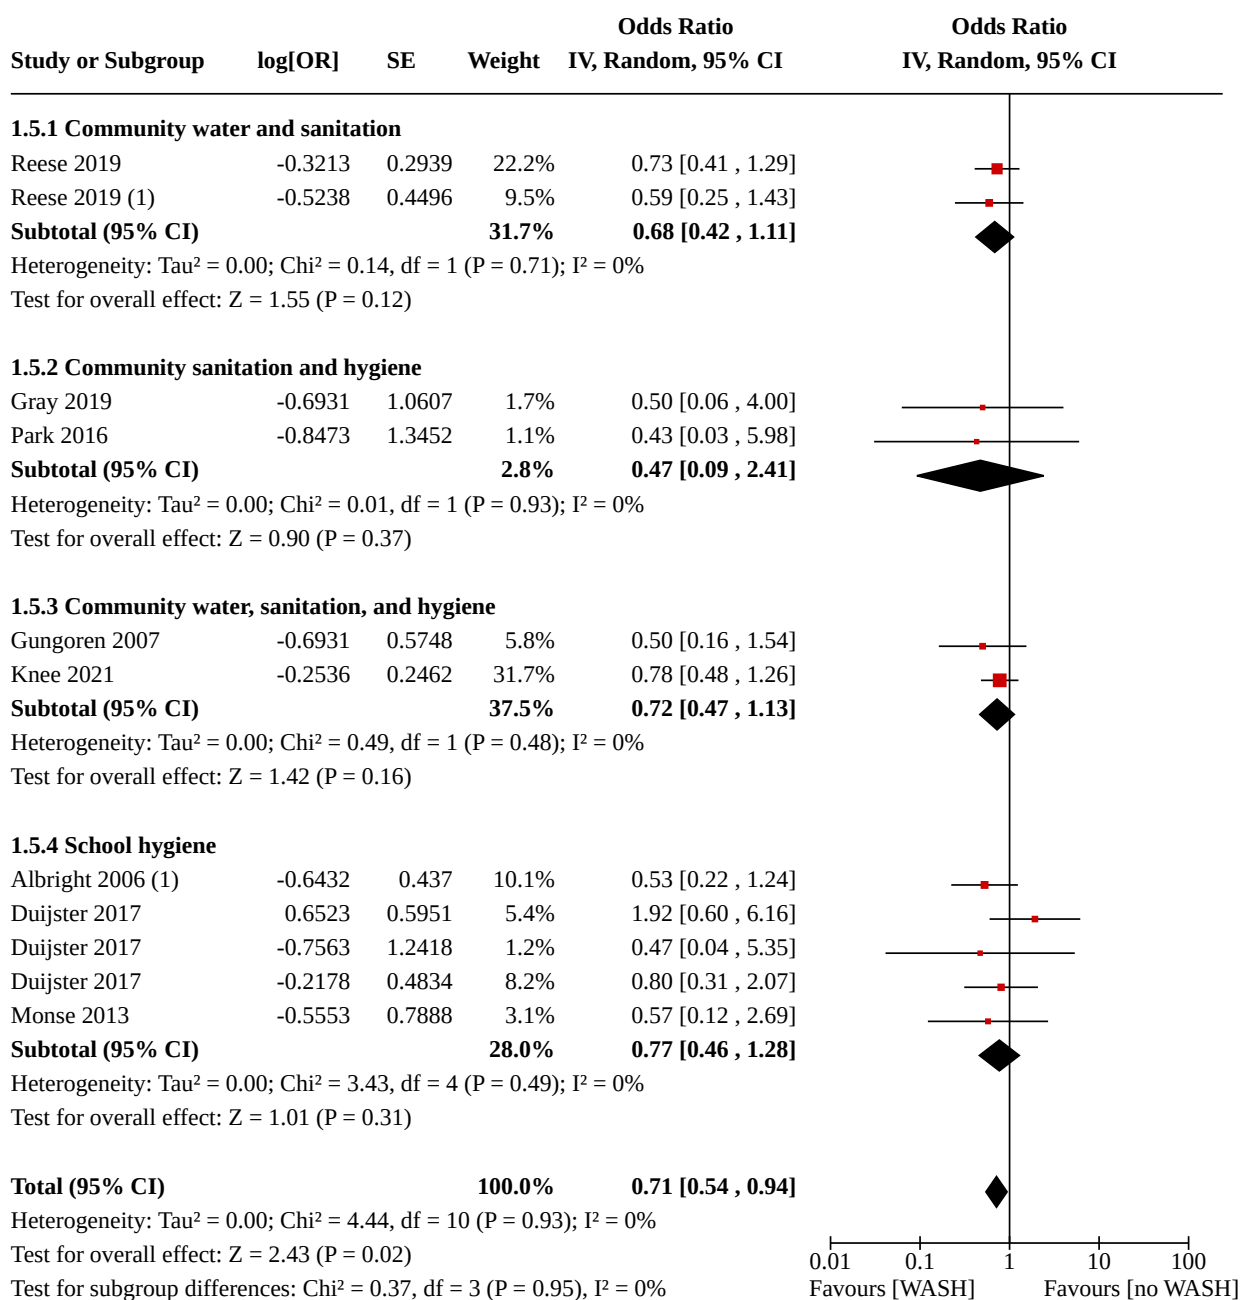 Odds Ratio Odds Ratio
Study or Subgroup log[OR] SE Weight IV, Random, 95% CI IV, Random, 95% CI
1.5.1 Community water and sanitation
Reese 2019 -0.3213 0.2939 22.2% 0.73 [0.41 , 1.29]
Reese 2019 (1) -0.5238 0.4496 9.5% 0.59 [0.25 , 1.43]
Subtotal (95% CI) 31.7% 0.68 [0.42 , 1.11]
Heterogeneity: Tau² = 0.00; Chi² = 0.14, df = 1 (P = 0.71); I² = 0%
Test for overall effect: Z = 1.55 (P = 0.12)
1.5.2 Community sanitation and hygiene
Gray 2019 -0.6931 1.0607 1.7% 0.50 [0.06 , 4.00]
Park 2016 -0.8473 1.3452 1.1% 0.43 [0.03 , 5.98]
Subtotal (95% CI) 2.8% 0.47 [0.09 , 2.41]
Heterogeneity: Tau² = 0.00; Chi² = 0.01, df = 1 (P = 0.93); I² = 0%
Test for overall effect: Z = 0.90 (P = 0.37)
1.5.3 Community water, sanitation, and hygiene
Gungoren 2007 -0.6931 0.5748 5.8% 0.50 [0.16 , 1.54]
Knee 2021 -0.2536 0.2462 31.7% 0.78 [0.48 , 1.26]
Subtotal (95% CI) 37.5% 0.72 [0.47 , 1.13]
Heterogeneity: Tau² = 0.00; Chi² = 0.49, df = 1 (P = 0.48); I² = 0%
Test for overall effect: Z = 1.42 (P = 0.16)
1.5.4 School hygiene
Albright 2006 (1) -0.6432 0.437 10.1% 0.53 [0.22 , 1.24]
Duijster 2017 0.6523 0.5951 5.4% 1.92 [0.60 , 6.16]
Duijster 2017 -0.7563 1.2418 1.2% 0.47 [0.04 , 5.35]
Duijster 2017 -0.2178 0.4834 8.2% 0.80 [0.31 , 2.07]
Monse 2013 -0.5553 0.7888 3.1% 0.57 [0.12 , 2.69]
Subtotal (95% CI) 28.0% 0.77 [0.46 , 1.28]
Heterogeneity: Tau² = 0.00; Chi² = 3.43, df = 4 (P = 0.49); I² = 0%
Test for overall effect: Z = 1.01 (P = 0.31)
Total (95% CI) 100.0% 0.71 [0.54 , 0.94]
Heterogeneity: Tau² = 0.00; Chi² = 4.44, df = 10 (P = 0.93); I² = 0%
Test for overall effect: Z = 2.43 (P = 0.02) 0.01 0.1 1 10 100
Test for subgroup differences: Chi² = 0.37, df = 3 (P = 0.95), I² = 0% Favours [WASH] Favours [no WASH]